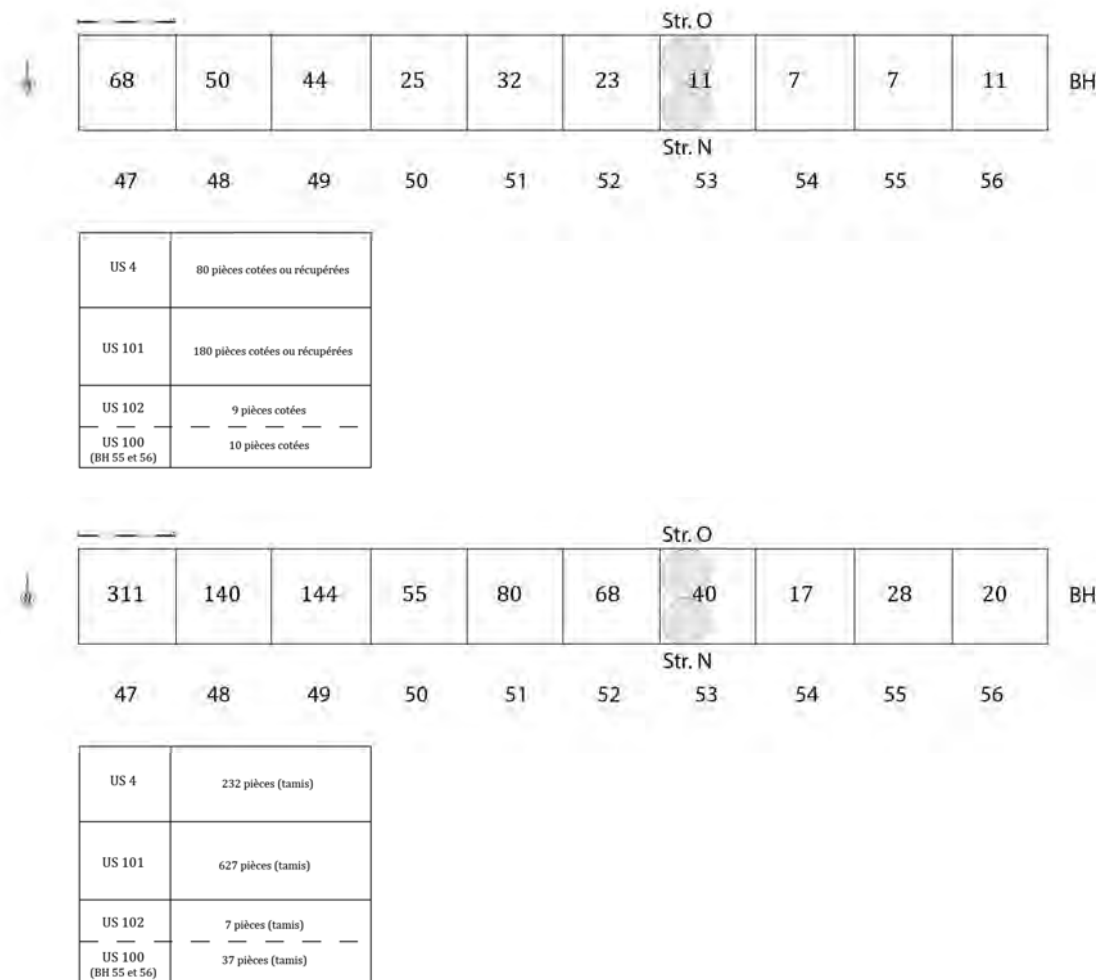 Str. O
68 50 44 25 32 23 11 7 7 11 BH
Str. N
47 48 49 50 51 52 53 54 55 56
US 4 80 pièces cotées ou récupérées
US 101 180 pièces cotées ou récupérées
US 102 9 pièces cotées
US 100 10 pièces cotées
(BH 55 et 56)
Str. O
311 140 144 55 80 68 40 17 28 20 BH
Str. N
47 48 49 50 51 52 53 54 55 56
US 4 232 pièces (tamis)
US 101 627 pièces (tamis)
US 102 7 pièces (tamis)
US 100 37 pièces (tamis)
(BH 55 et 56)